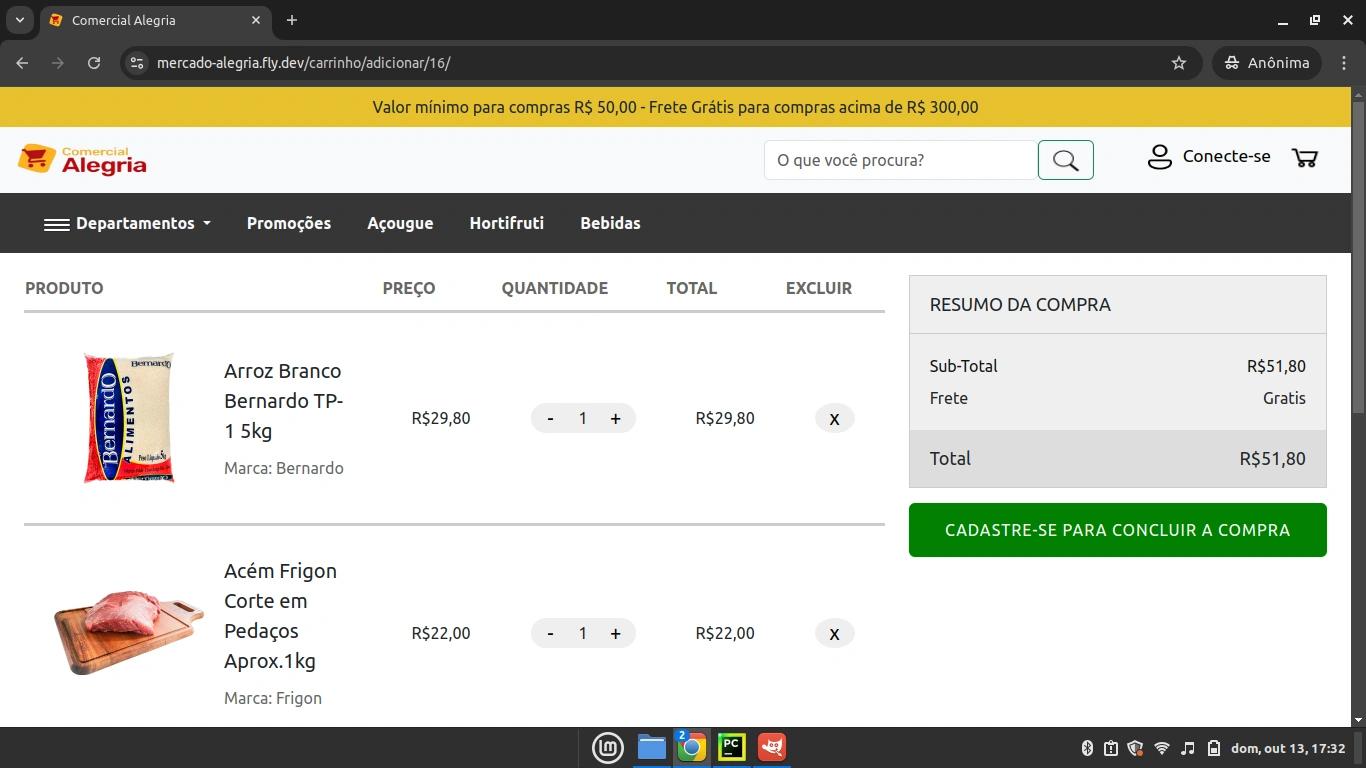 Comercial Alegria
mercado-alegria.fly.dev/carrinho/adicionar/16/
Anônima
Valor mínimo para compras R$ 50,00 - Frete Grátis para compras acima de R$ 300,00
Comercial
Alegria
O que você procura?
Conecte-se
Departamentos
Promoções
Açougue
Hortifruti
Bebidas
PRODUTO
PREÇO
QUANTIDADE
TOTAL
EXCLUIR
Bernardo
BernardO
ALIMENTOS
Arroz Branco
Bernardo TP-
1 5kg
Marca: Bernardo
R$29,80
- 1 +
R$29,80
x
Acém Frigon
Corte em
Pedaços
Aprox.1kg
Marca: Frigon
R$22,00
- 1 +
R$22,00
x
RESUMO DA COMPRA
Sub-Total R$51,80
Frete Gratis
Total R$51,80
CADASTRE-SE PARA CONCLUIR A COMPRA
2
PC
dom, out 13, 17:32